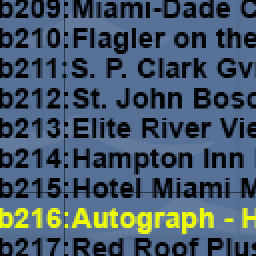 b209:Miami-Dade C
b210:Flagler on the
b211:S. P. Clark Gv
b212:St. John Bosc
b213:Elite River Vie
b214:Hampton Inn
b215:Hotel Miami M
b216:Autograph - H
b217:Red Roof Plus